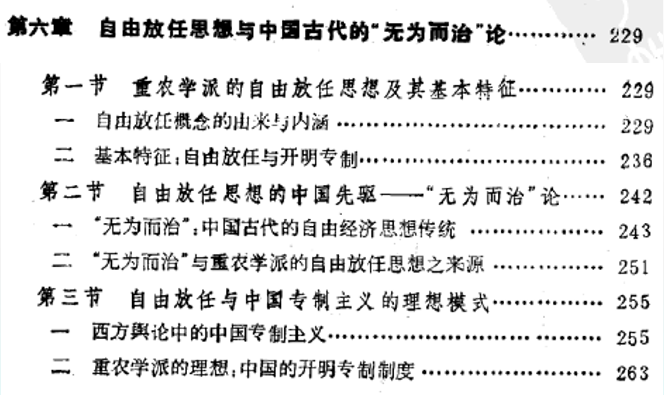 第六章 自由放任思想与中国古代的“无为而治”论………… 229
第一节 重农学派的自由放任思想及其基本特征………… 229
一 自由放任概念的由来与内涵………………………… 229
二 基本特征：自由放任与开明专制…………………… 236
第二节 自由放任思想的中国先驱——“无为而治”论…… 242
一 “无为而治”：中国古代的自由经济思想传统 ………… 243
二 “无为而治”与重农学派的自由放任思想之来源 ……… 251
第三节 自由放任与中国专制主义的理想模式…………… 255
一 西方舆论中的中国专制主义………………………… 255
二 重农学派的理想：中国的开明专制制度 …………… 263